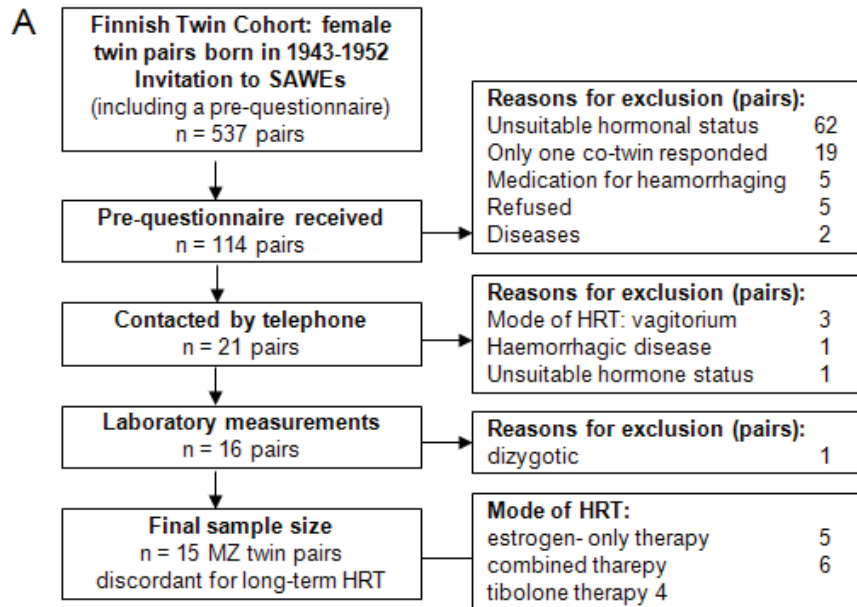 A
Finnish Twin Cohort: female
twin pairs born in 1943-1952
Invitation to SAWEs
(including a pre-questionnaire)
n = 537 pairs
Reasons for exclusion (pairs):
Unsuitable hormonal status 62
Only one co-twin responded 19
Medication for heamorrhaging 5
Refused 5
Diseases 2
Pre-questionnaire received
n = 114 pairs
Reasons for exclusion (pairs):
Mode of HRT: vagitorium 3
Haemorrhagic disease 1
Unsuitable hormone status 1
Contacted by telephone
n = 21 pairs
Laboratory measurements
n = 16 pairs
Reasons for exclusion (pairs):
dizygotic 1
Final sample size
n = 15 MZ twin pairs
discordant for long-term HRT
Mode of HRT:
estrogen- only therapy 5
combined tharepy 6
tibolone therapy 4